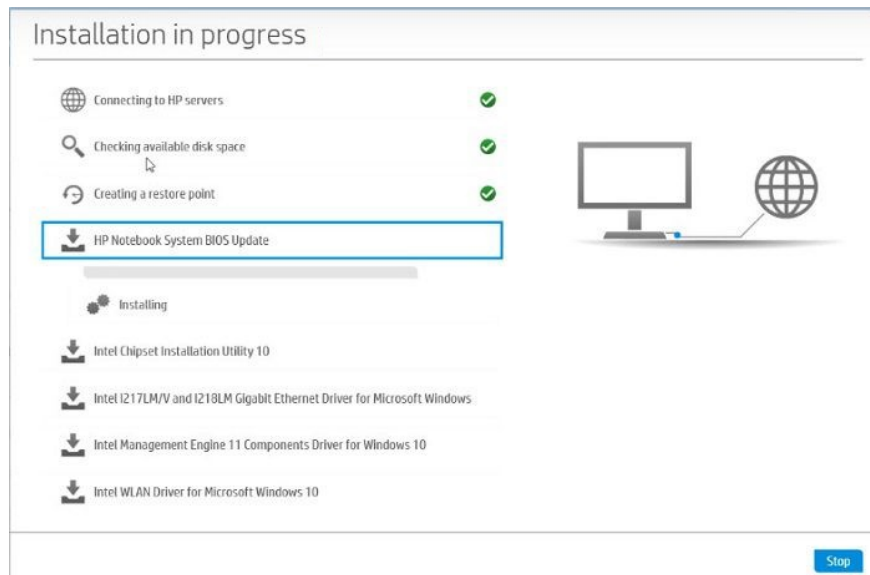 Installation in progress
Connecting to HP servers
Checking available disk space
Creating a restore point
HP Notebook System BIOS Update
Installing
Intel Chipset Installation Utility 10
Intel I217LM/V and I218LM Gigabit Ethernet Driver for Microsoft Windows
Intel Management Engine 11 Components Driver for Windows 10
Intel WLAN Driver for Microsoft Windows 10
Stop